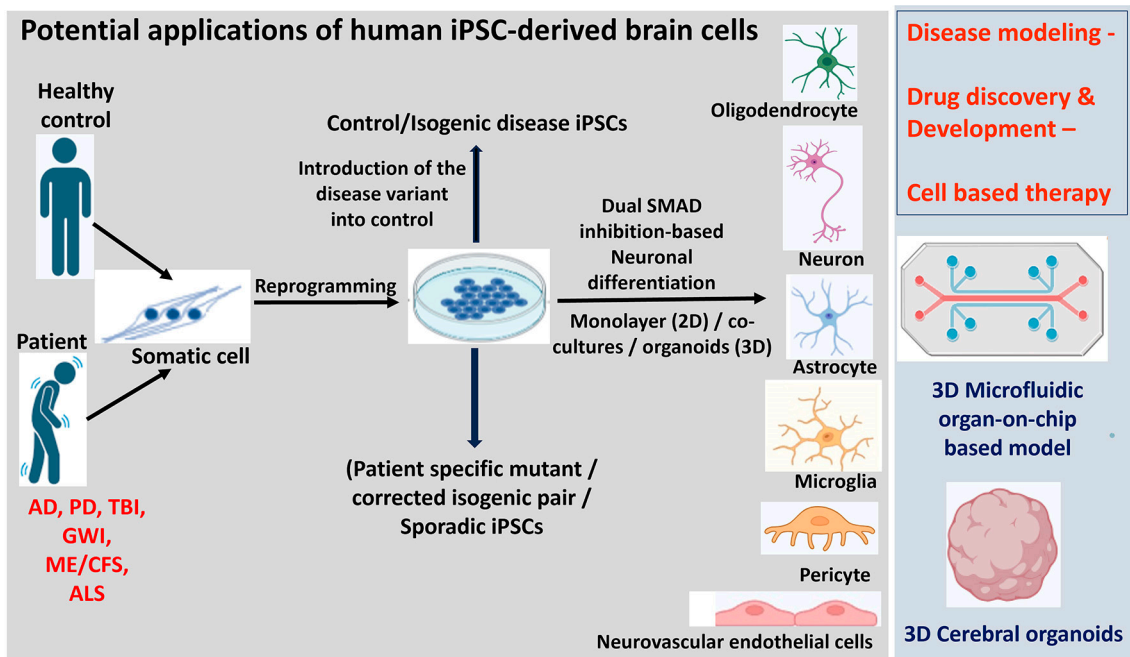 Potential applications of human iPSC-derived brain cells
Healthy
control
Patient
AD, PD, TBI,
GWI,
ME/CFS,
ALS
Somatic cell
Reprogramming
Control/Isogenic disease iPSCs
Introduction of the
disease variant
into control
(Patient specific mutant /
corrected isogenic pair /
Sporadic iPSCs
Dual SMAD
inhibition-based
Neuronal
differentiation
Monolayer (2D) / co-
cultures / organoids (3D)
Oligodendrocyte
Neuron
Astrocyte
Microglia
Pericyte
Neurovascular endothelial cells
Disease modeling -
Drug discovery &
Development –
Cell based therapy
3D Microfluidic
organ-on-chip
based model
3D Cerebral organoids